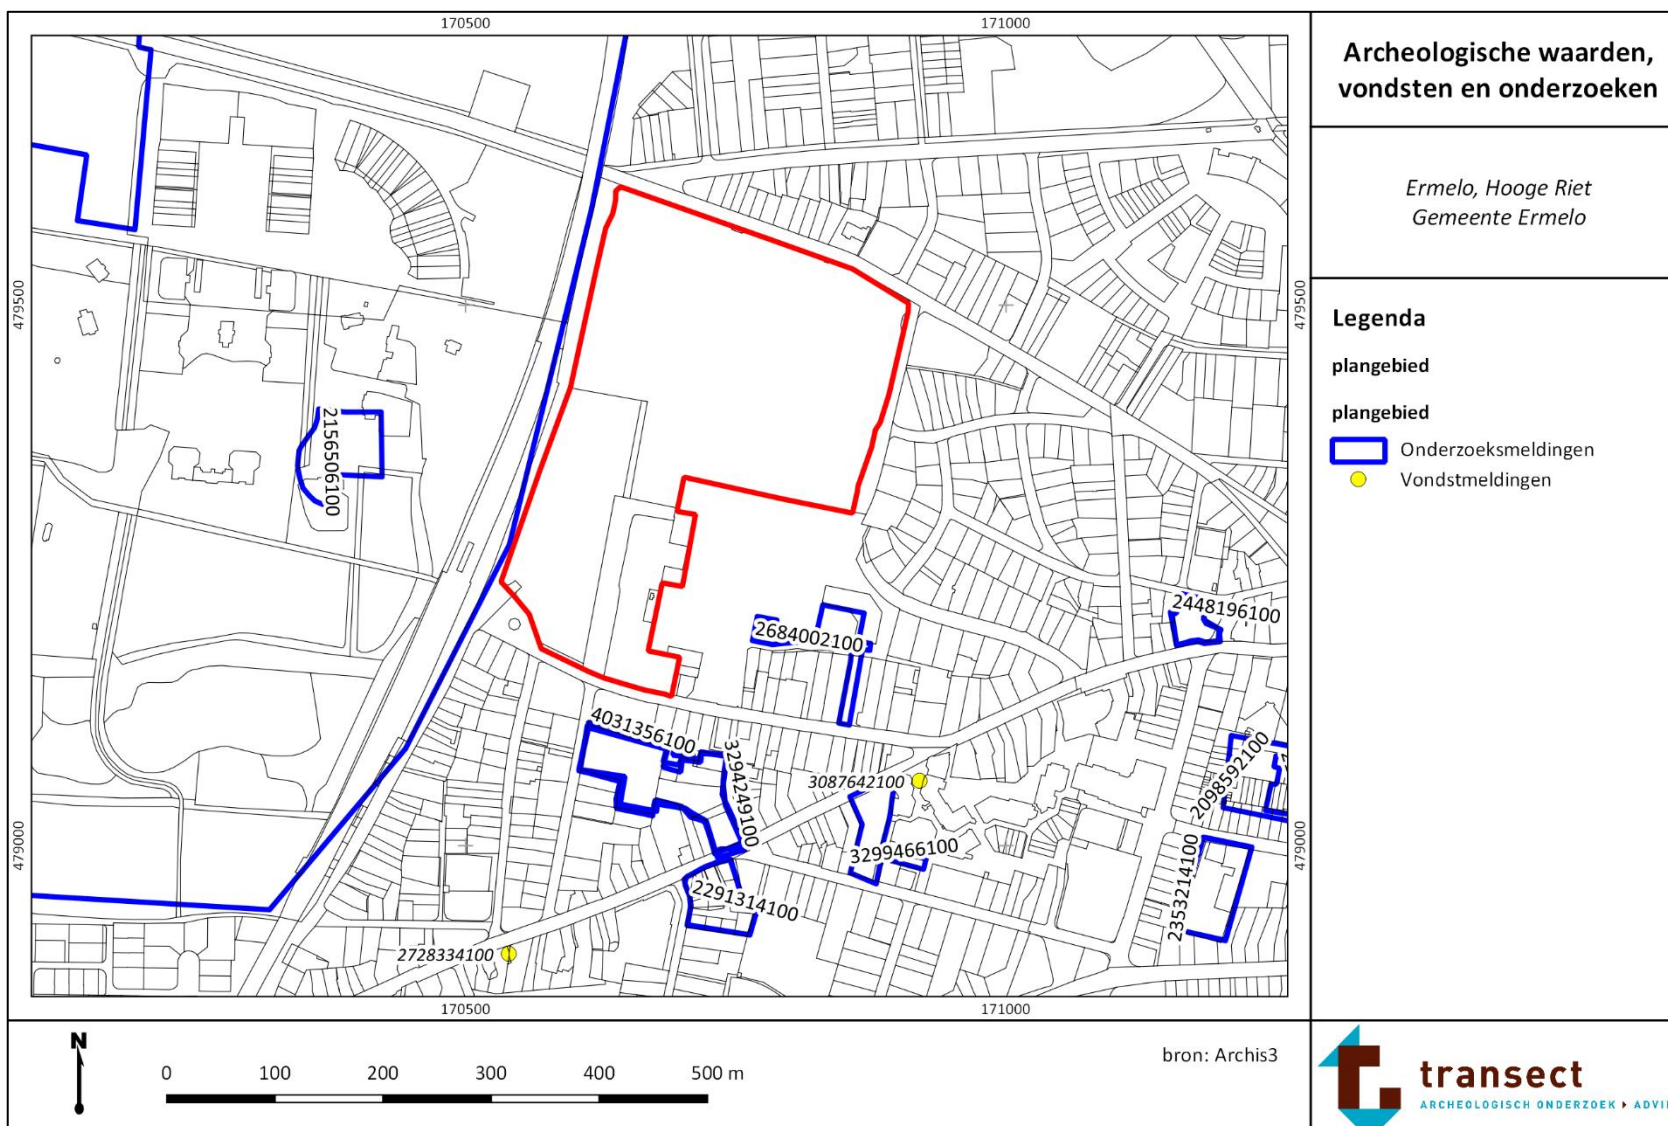 170500
171000
479500
479500
479000
479000
170500
171000
2156506100
2684002100
2448196100
4031356100
3294249100
3087642100
3299466100
2291314100
2098592100
2353214100
2728334100
Archeologische waarden,
vondsten en onderzoeken
Ermelo, Hooge Riet
Gemeente Ermelo
Legenda
plangebied
plangebied
Onderzoeksmeldingen
Vondstmeldingen
N
0 100 200 300 400 500 m
bron: Archis3
transect
ARCHEOLOGISCH ONDERZOEK